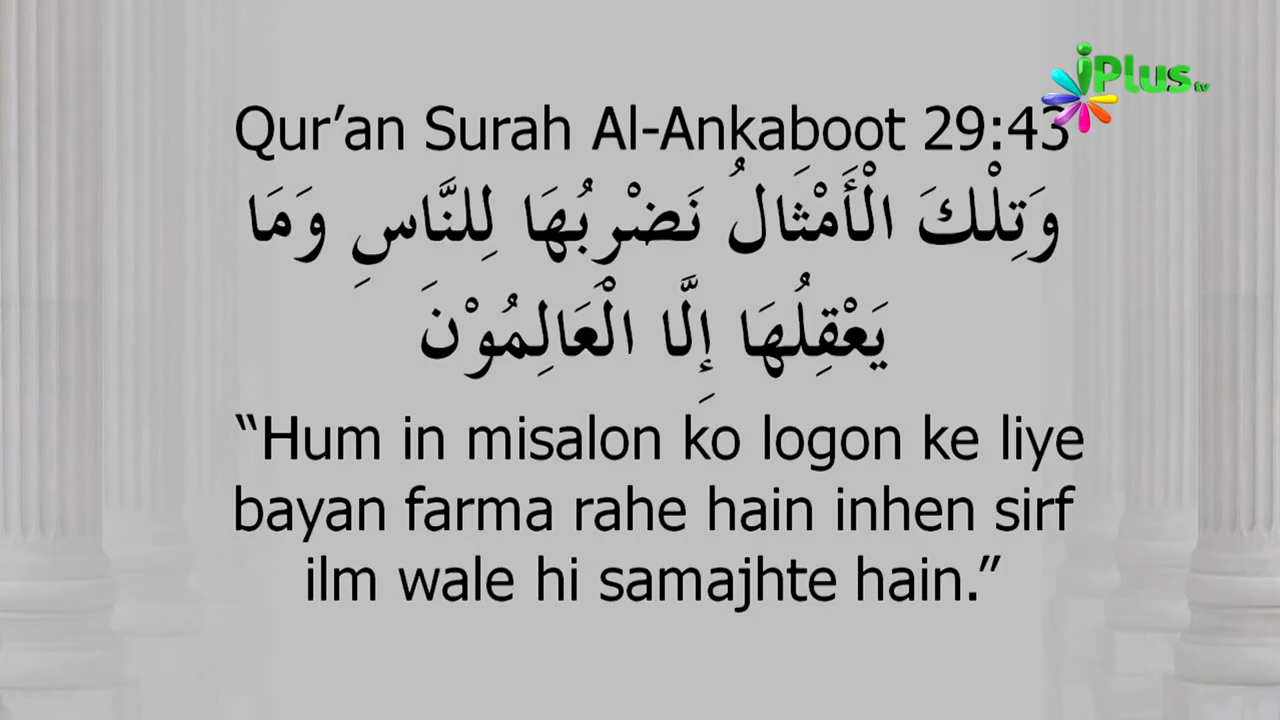 iPlus tv
Qur’an Surah Al-Ankaboot 29:43
وَتِلْكَ الْأَمْثَالُ نَضْرِبُهَا لِلنَّاسِ وَمَا
يَعْقِلُهَا إِلَّا الْعَالِمُوْنَ
“Hum in misalon ko logon ke liye
bayan farma rahe hain inhen sirf
ilm wale hi samajhte hain.”